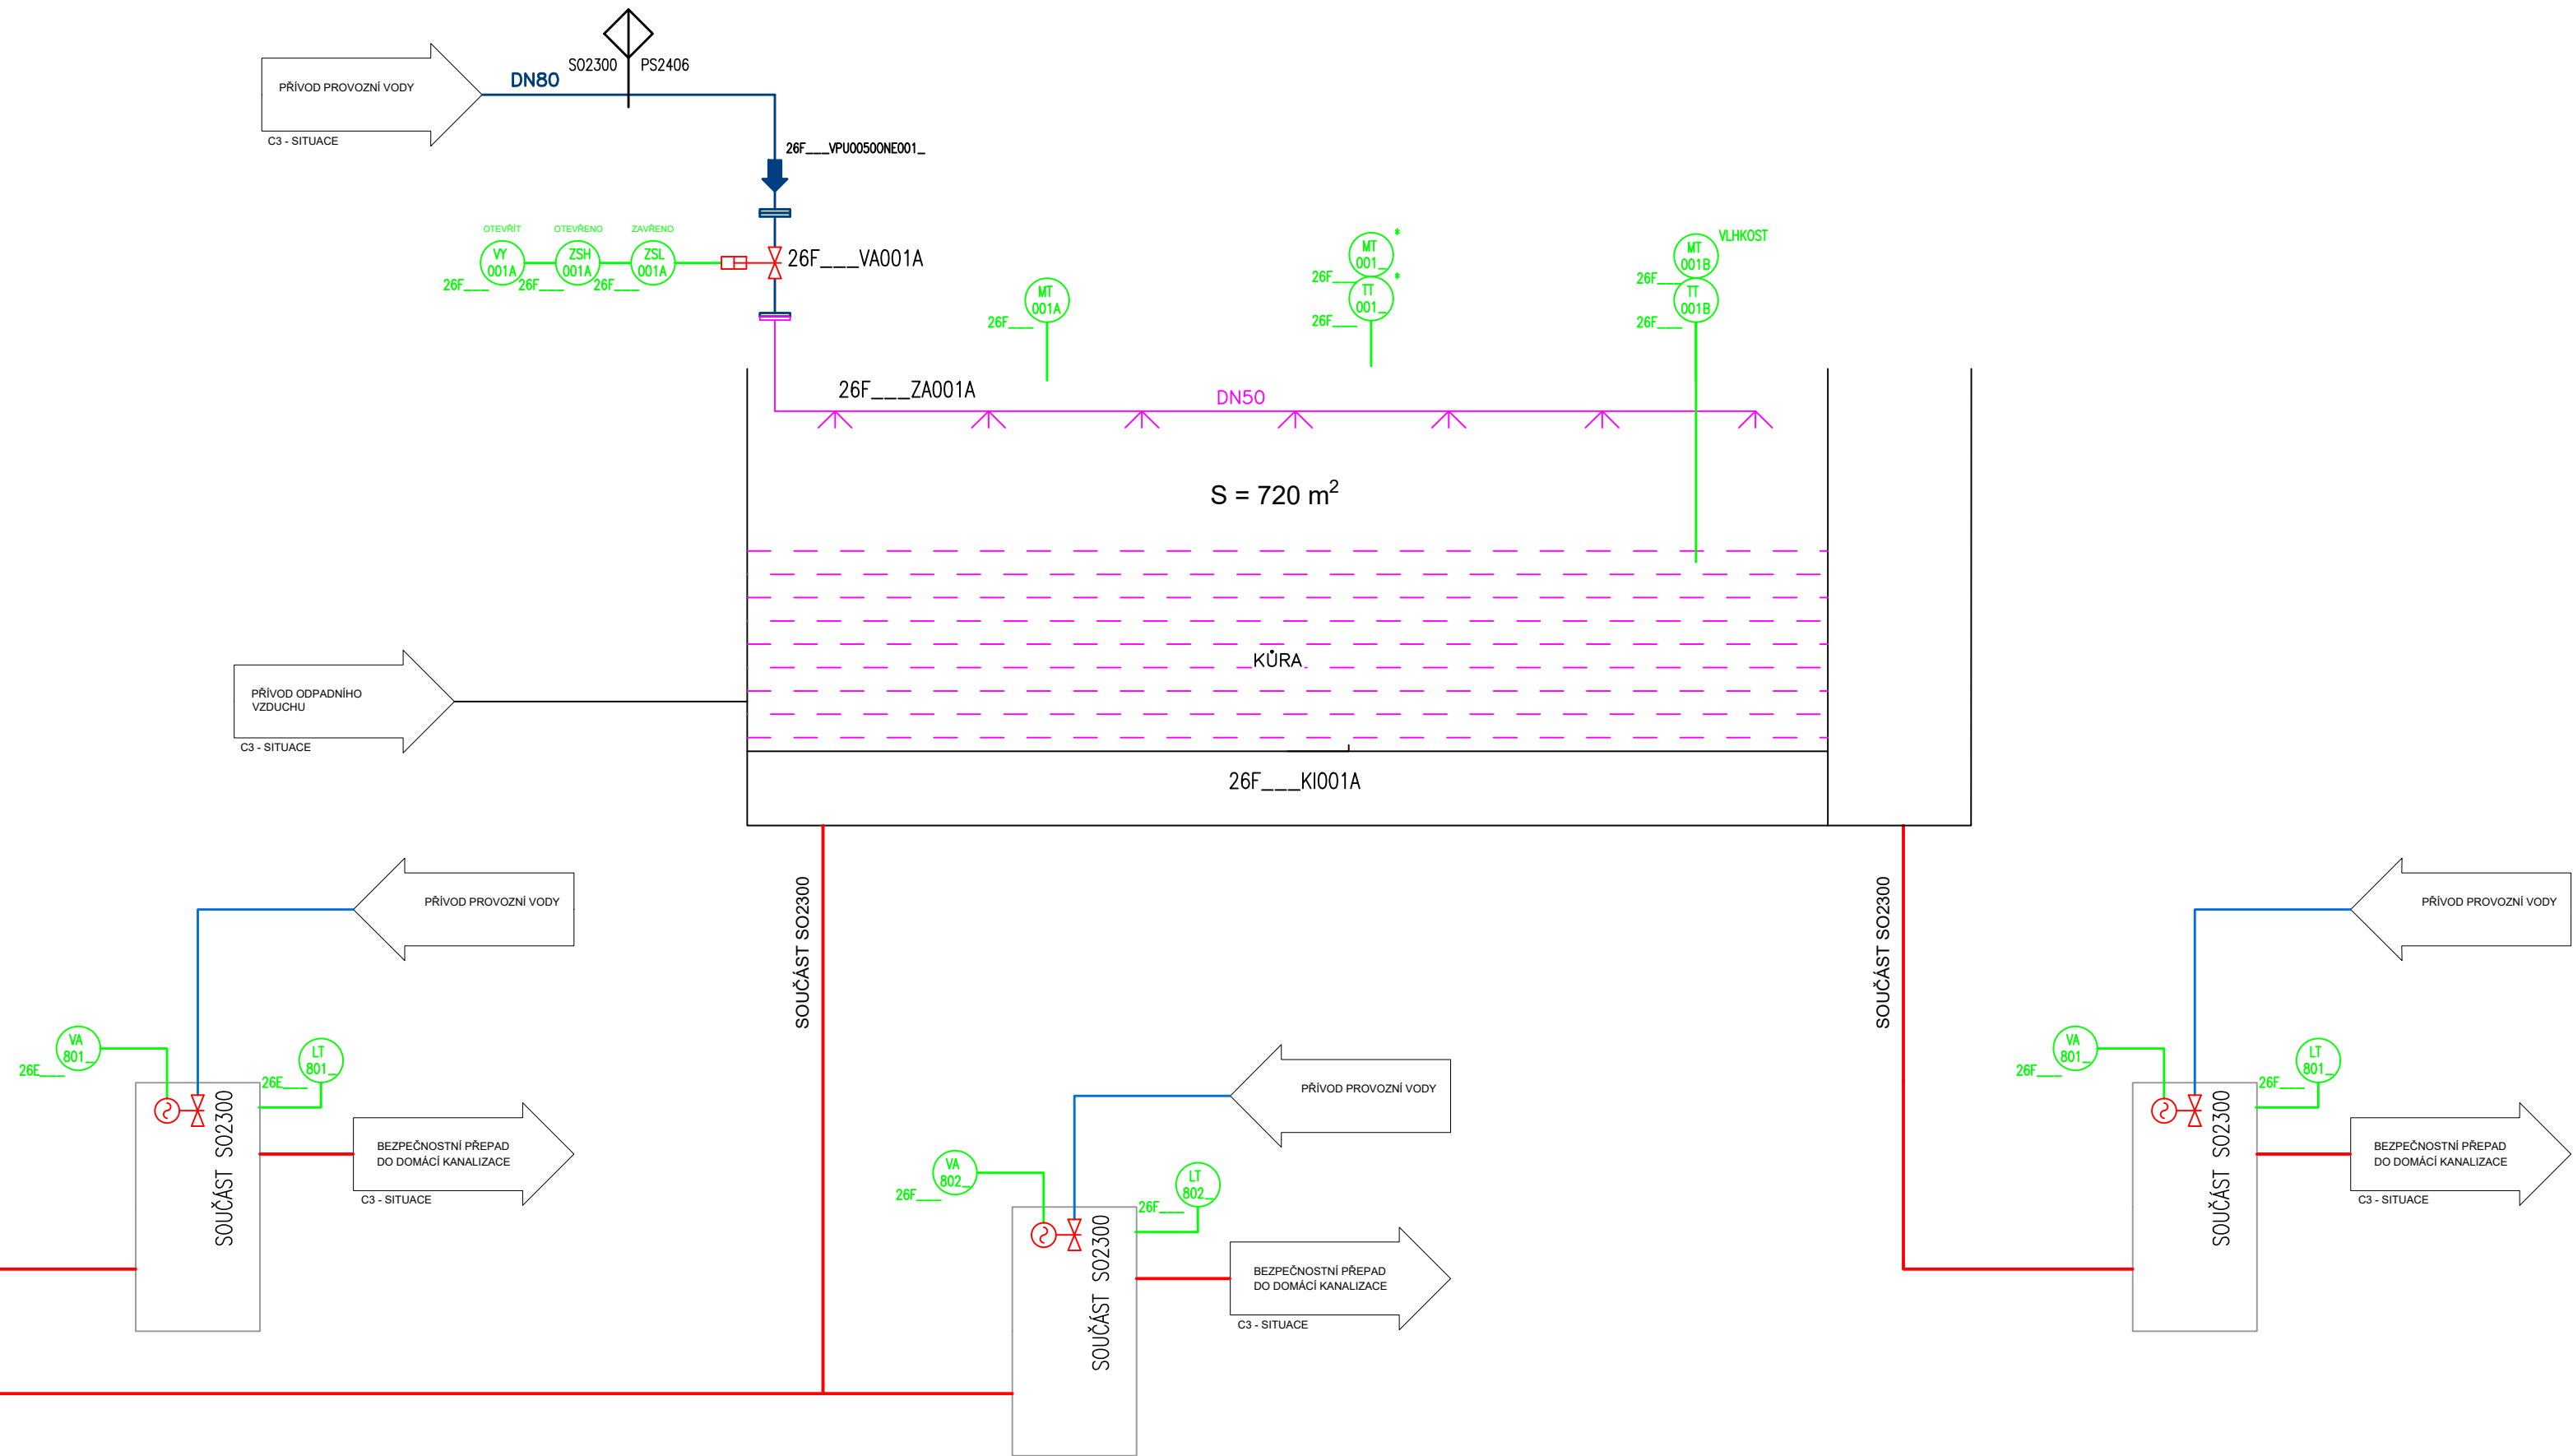 SO2300 PS2406
DN80
PŘÍVOD PROVOZNÍ VODY
C3 - SITUACE
26F___VPU00500NE001_
OTEVŘÍT
OTEVŘENO
ZAVŘENO
VY
001A
26F___
ZSH
001A
26F___
ZSL
001A
26F___
26F___VA001A
MT
001A
26F___
MT
001_
*
26F___
TT
001_
*
26F___
MT
001B
VLHKOST
26F___
TT
001B
26F___
26F___ZA001A
DN50
S = 720 m²
KŮRA
PŘÍVOD ODPADNÍHO
VZDUCHU
C3 - SITUACE
26F___KI001A
PŘÍVOD PROVOZNÍ VODY
SOUČÁST SO2300
SOUČÁST SO2300
PŘÍVOD PROVOZNÍ VODY
VA
801_
26E___
LT
801_
26E___
SOUČÁST SO2300
BEZPEČNOSTNÍ PŘEPAD
DO DOMÁCÍ KANALIZACE
C3 - SITUACE
PŘÍVOD PROVOZNÍ VODY
VA
802_
26F___
LT
802_
26F___
SOUČÁST SO2300
BEZPEČNOSTNÍ PŘEPAD
DO DOMÁCÍ KANALIZACE
C3 - SITUACE
VA
801_
26F___
LT
801_
26F___
SOUČÁST SO2300
BEZPEČNOSTNÍ PŘEPAD
DO DOMÁCÍ KANALIZACE
C3 - SITUACE